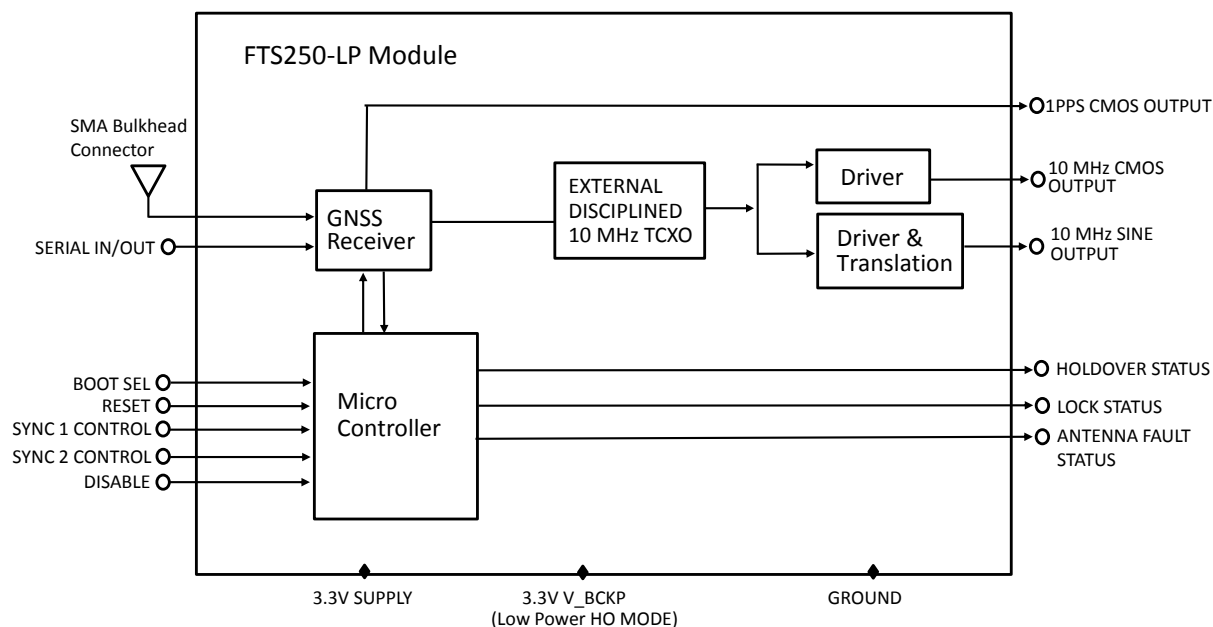 FTS250-LP Module
SMA Bulkhead
Connector
SERIAL IN/OUT
GNSS
Receiver
EXTERNAL
DISCIPLINED
10 MHz TCXO
Driver
Driver &
Translation
1PPS CMOS OUTPUT
10 MHz CMOS
OUTPUT
10 MHz SINE
OUTPUT
BOOT SEL
RESET
SYNC 1 CONTROL
SYNC 2 CONTROL
DISABLE
Micro
Controller
HOLDOVER STATUS
LOCK STATUS
ANTENNA FAULT
STATUS
3.3V SUPPLY
3.3V V_BCKP
(Low Power HO MODE)
GROUND